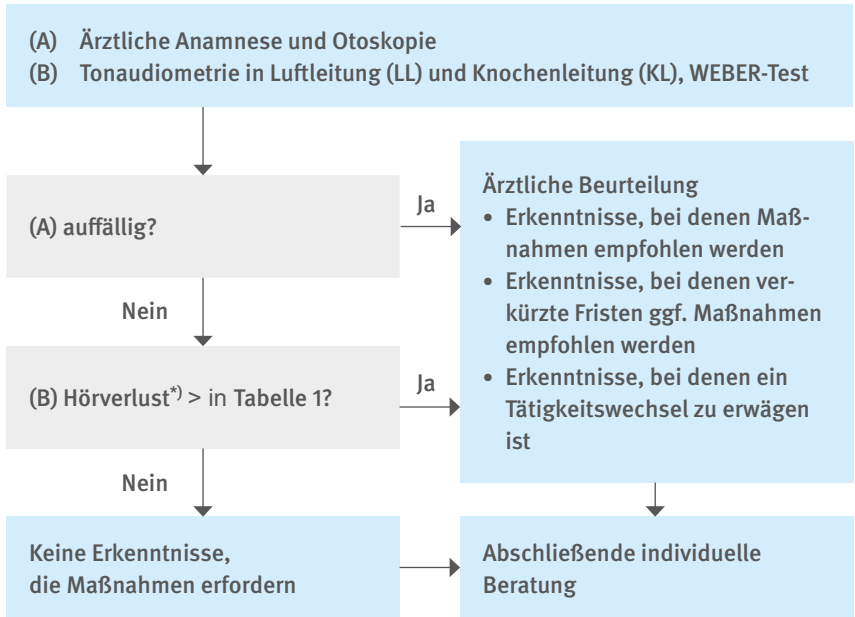 (A) Ärztliche Anamnese und Otoskopie
(B) Tonaudiometrie in Luftleitung (LL) und Knochenleitung (KL), WEBER-Test
(A) auffällig?
Ja
Nein
(B) Hörverlust*) > in Tabelle 1?
Ja
Nein
Ärztliche Beurteilung
• Erkenntnisse, bei denen Maß-
nahmen empfohlen werden
• Erkenntnisse, bei denen ver-
kürzte Fristen ggf. Maßnahmen
empfohlen werden
• Erkenntnisse, bei denen ein
Tätigkeitswechsel zu erwägen
ist
Keine Erkenntnisse,
die Maßnahmen erfordern
Abschließende individuelle
Beratung